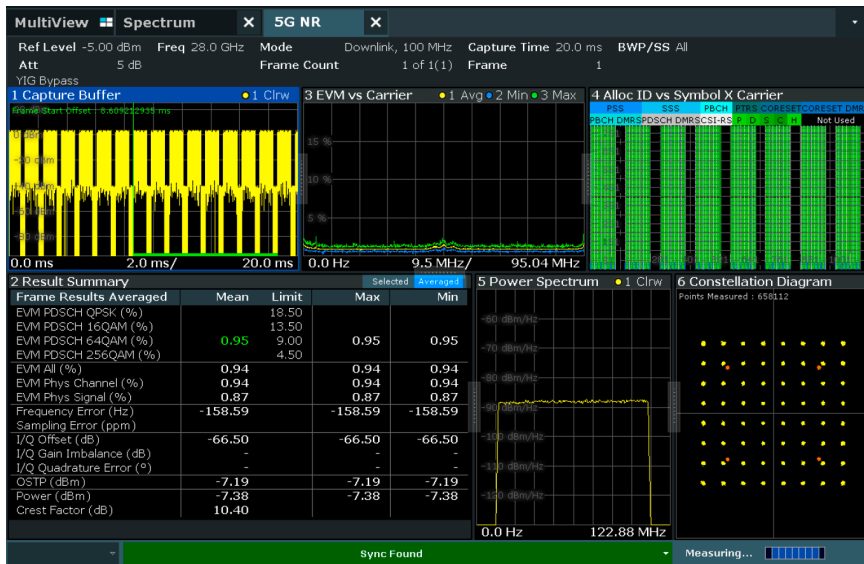 MultiView Spectrum X 5G NR X
Ref Level -5.00 dBm Freq 28.0 GHz Mode Downlink, 100 MHz Capture Time 20.0 ms BWP/SS All
Att 5 dB Frame Count 1 of 1(1) Frame 1
YIG Bypass
1 Capture Buffer 1 Clrw
Frame Start Offset : 8.609212935 ms
0.0 ms 2.0 ms/ 20.0 ms
3 EVM vs Carrier 1 Avg 2 Min 3 Max
15 %
10 %
5 %
0.0 Hz 9.5 MHz/ 95.04 MHz
4 Alloc ID vs Symbol X Carrier
PSS SSS PBCH PTRS CORESET CORESET DMR
PBCH DMRS PDSCH DMRS CSI-RS P D S C H Not Used
2 Result Summary Selected Averaged
Frame Results Averaged Mean Limit Max Min
EVM PDSCH QPSK (%) 18.50
EVM PDSCH 16QAM (%) 13.50
EVM PDSCH 64QAM (%) 0.95 9.00 0.95 0.95
EVM PDSCH 256QAM (%) 4.50
EVM All (%) 0.94 0.94 0.94
EVM Phys Channel (%) 0.94 0.94 0.94
EVM Phys Signal (%) 0.87 0.87 0.87
Frequency Error (Hz) -158.59 -158.59 -158.59
Sampling Error (ppm)
I/Q Offset (dB) -66.50 -66.50 -66.50
I/Q Gain Imbalance (dB) - - -
I/Q Quadrature Error (°) - - -
OSTP (dBm) -7.19 -7.19 -7.19
Power (dBm) -7.38 -7.38 -7.38
Crest Factor (dB) 10.40
5 Power Spectrum 1 Clrw
-60 dBm/Hz
-70 dBm/Hz
-80 dBm/Hz
-90 dBm/Hz
-100 dBm/Hz
-110 dBm/Hz
-120 dBm/Hz
0.0 Hz 122.88 MHz
6 Constellation Diagram
Points Measured : 658112
Sync Found
Measuring...